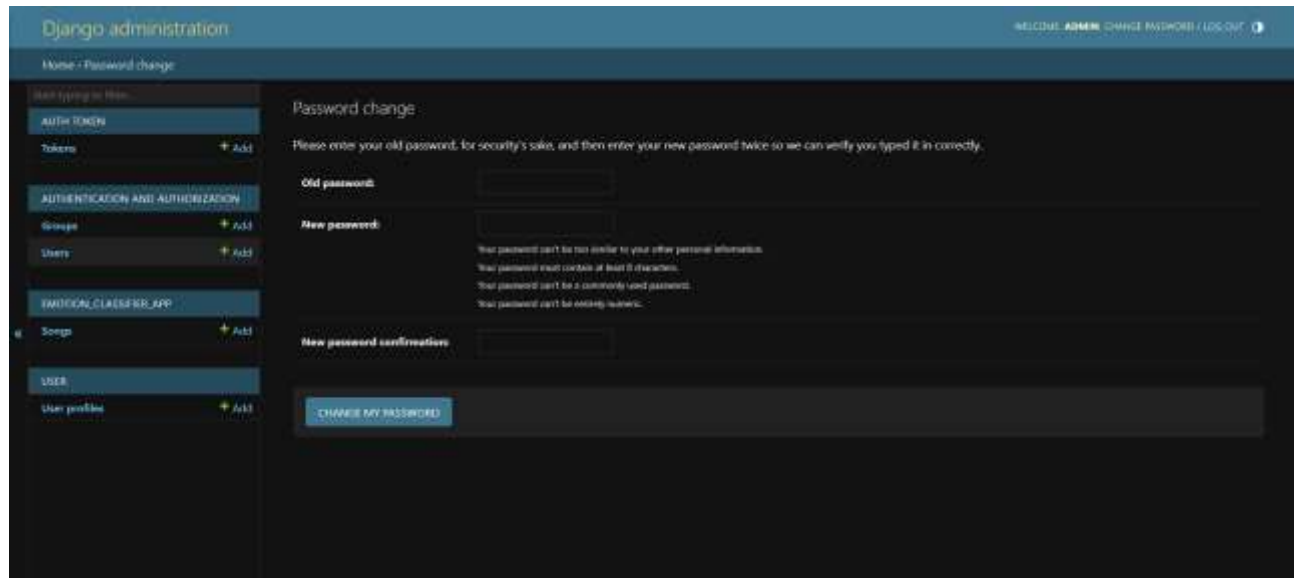 Django administration
WELCOME, ADMIN. CHANGE PASSWORD / LOG OUT
Home › Password change
Start typing to filter...
AUTH TOKEN
Tokens + Add
AUTHENTICATION AND AUTHORIZATION
Groups + Add
Users + Add
EMOTION_CLASSIFIER_APP
Songs + Add
USER
User profiles + Add
«
Password change
Please enter your old password, for security's sake, and then enter your new password twice so we can verify you typed it in correctly.
Old password:
New password:
Your password can't be too similar to your other personal information.
Your password must contain at least 8 characters.
Your password can't be a commonly used password.
Your password can't be entirely numeric.
New password confirmation:
CHANGE MY PASSWORD